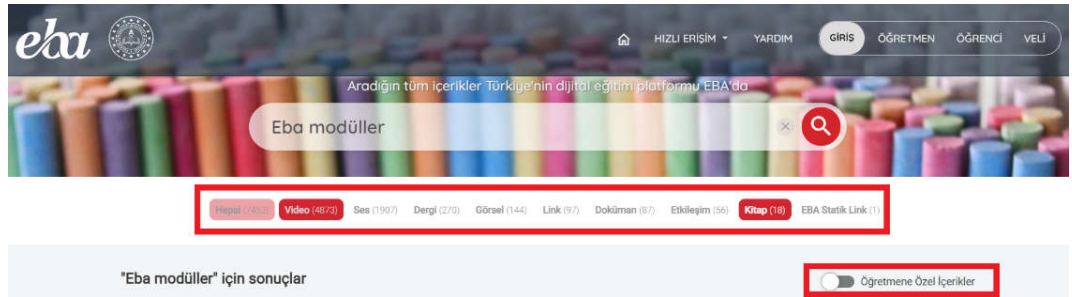 eba HIZLI ERİŞİM YARDIM GİRİŞ ÖĞRETMEN ÖĞRENCİ VELİ
Aradığın tüm içerikler Türkiye'nin dijital eğitim platformu EBA'da
Eba modüller
Hepsi Video (4873) Ses (1907) Dergi (270) Görsel (144) Link (97) Doküman (87) Etkileşim (56) Kitap (18) EBA Statik Link (1)
"Eba modüller" için sonuçlar Öğretmene Özel İçerikler